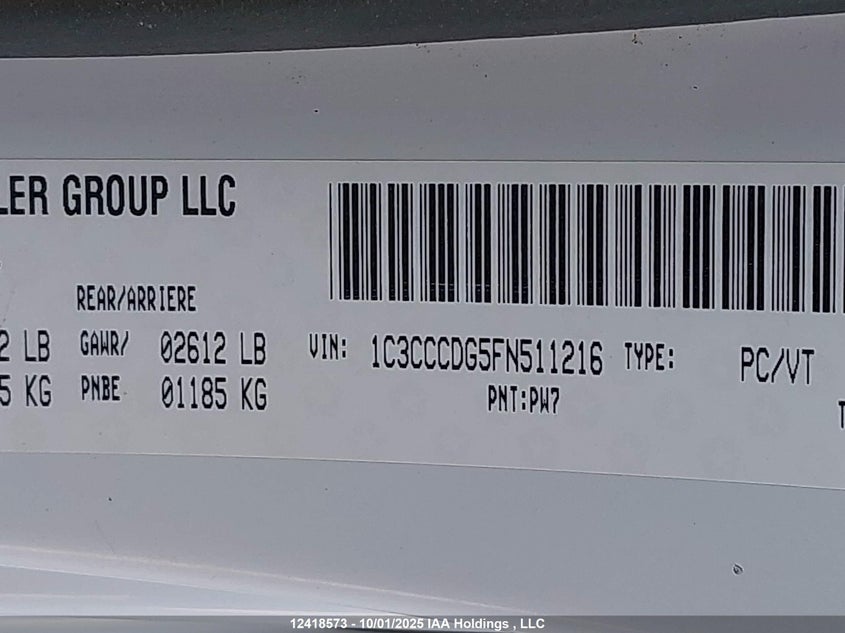 LER GROUP LLC
REAR/ARRIERE
2 LB GAWR/ 02612 LB
5 KG PNBE 01185 KG
VIN: 1C3CCCDG5FN511216 TYPE: PC/VT
PNT:PW7
T
12418573 - 10/01/2025 IAA Holdings , LLC